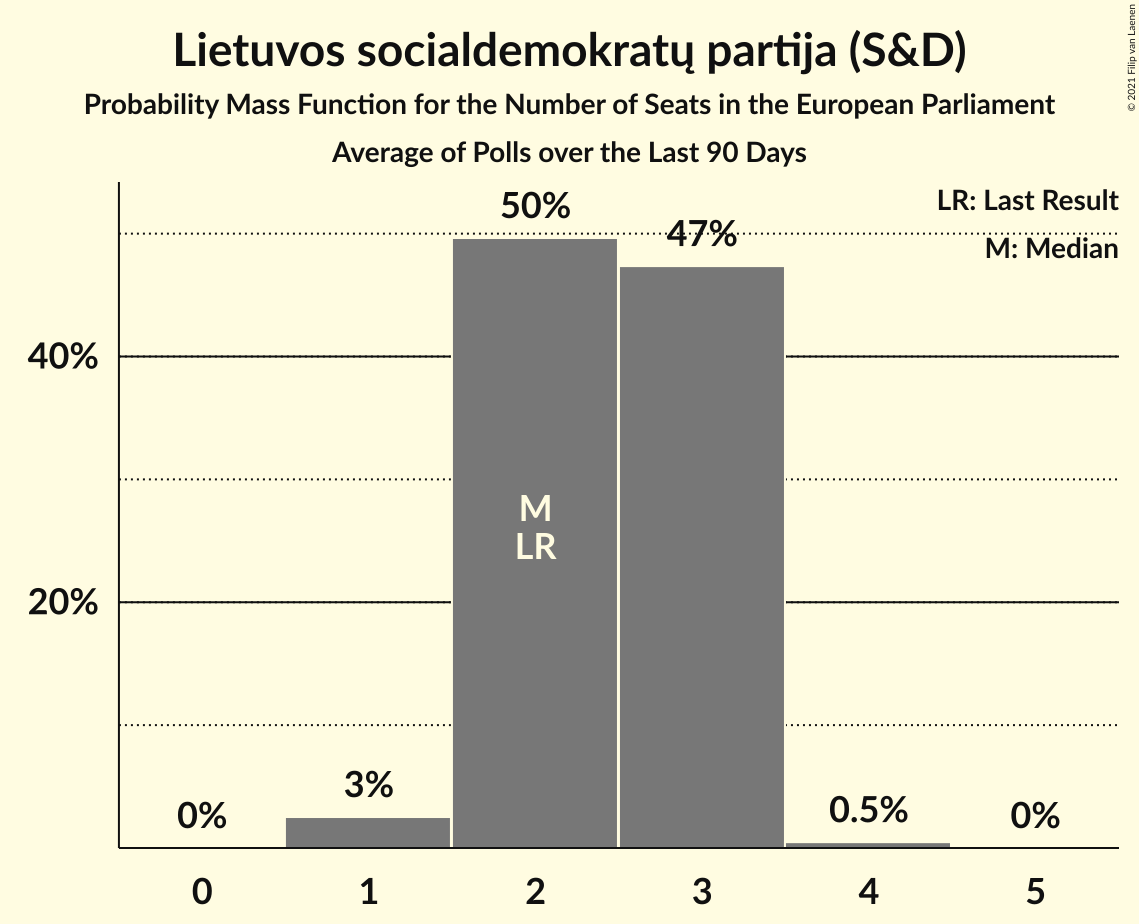 Lietuvos socialdemokratų partija (S&D)
Probability Mass Function for the Number of Seats in the European Parliament
Average of Polls over the Last 90 Days
© 2021 Filip van Laenen
LR: Last Result
M: Median
50%
47%
40%
M
LR
20%
3%
0%
0.5%
0%
0 1 2 3 4 5